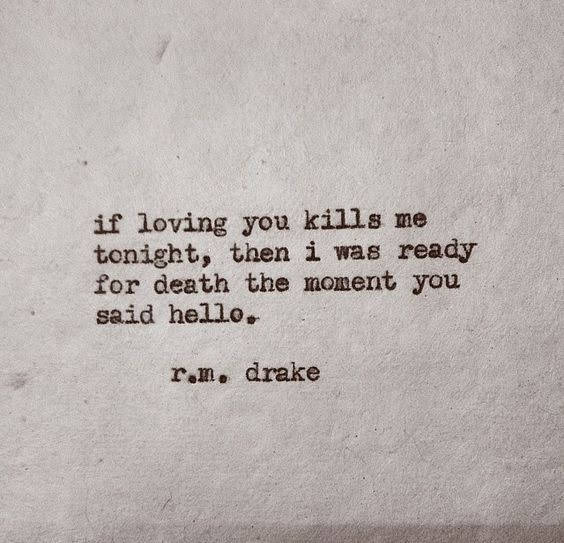 if loving you kills me
tonight, then i was ready
for death the moment you
said hello.
r.m. drake